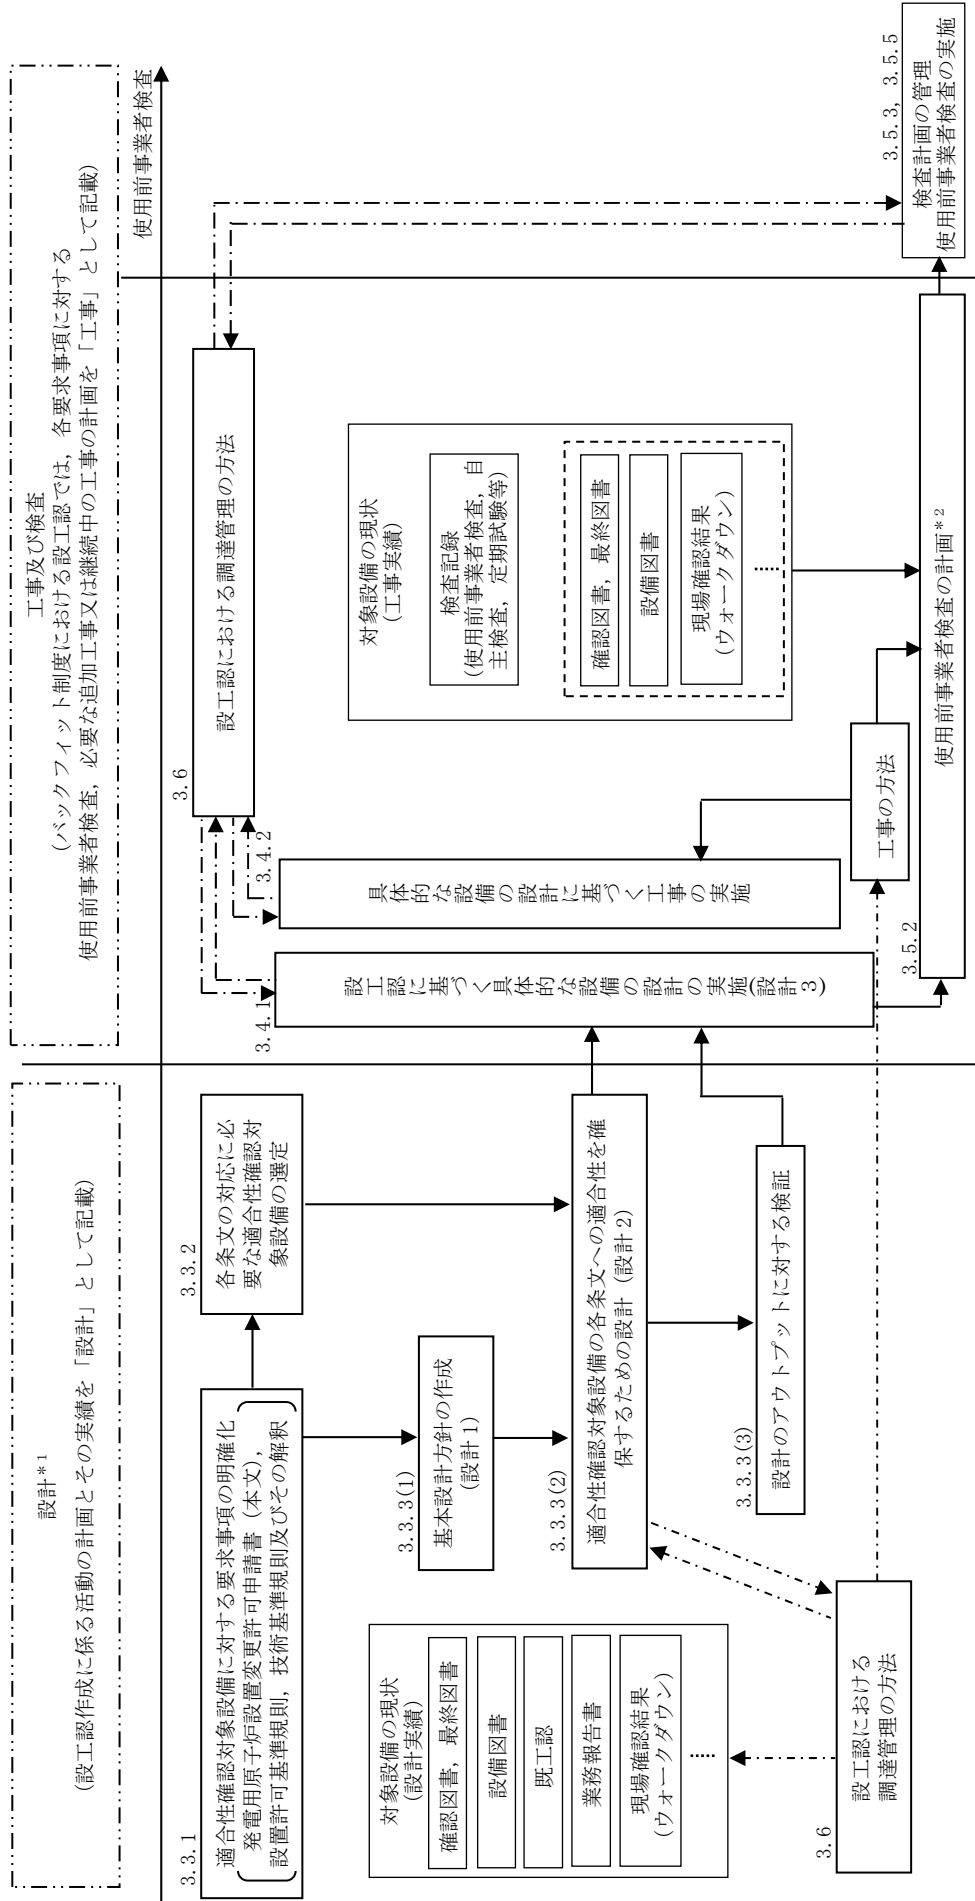 設計*1
(設工認作成に係る活動の計画とその実績を「設計」として記載)
工事及び検査
(バックフィット制度における設工認では，各要求事項に対する
使用前事業者検査，必要な追加工事又は継続中の工事の計画を「工事」として記載)
使用前事業者検査
3.3.1
適合性確認対象設備に対する要求事項の明確化
発電用原子炉設置変更許可申請書（本文），
設置許可基準規則，技術基準規則及びその解釈
3.3.2
各条文の対応に必
要な適合性確認対
象設備の選定
3.3.3(1)
基本設計方針の作成
(設計1)
3.3.3(2)
適合性確認対象設備の各条文への適合性を確
保するための設計（設計2）
3.3.3(3)
設計のアウトプットに対する検証
対象設備の現状
(設計実績)
確認図書，最終図書
設備図書
既工認
業務報告書
現場確認結果
(ウォークダウン)
……
3.6
設工認における
調達管理の方法
3.4.1
設工認に基づく具体的な設備の設計の実施(設計3)
3.4.2
具体的な設備の設計に基づく工事の実施
3.6
設工認における調達管理の方法
対象設備の現状
(工事実績)
検査記録
(使用前事業者検査，自
主検査，定期試験等)
確認図書，最終図書
設備図書
現場確認結果
(ウォークダウン)
……
工事の方法
3.5.2
使用前事業者検査の計画*2
3.5.3, 3.5.5
検査計画の管理
使用前事業者検査の実施